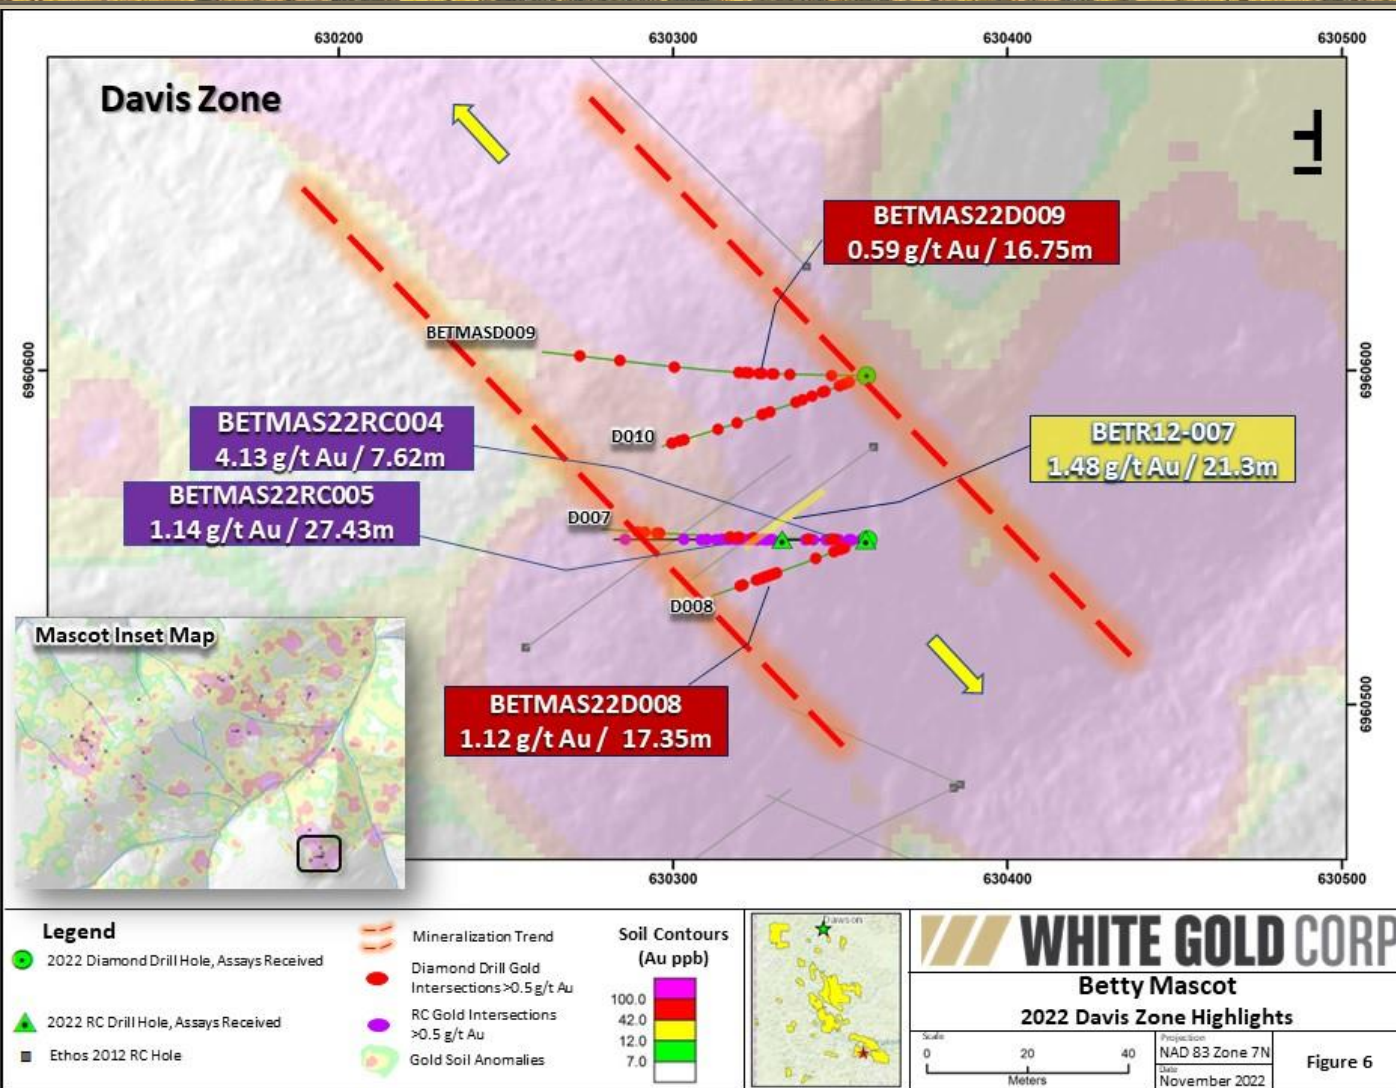 630200
630300
630400
630500
Davis Zone
BETMAS22D009
0.59 g/t Au / 16.75m
BETMASD009
6960600
6960600
BETMAS22RC004
4.13 g/t Au / 7.62m
D010
BETR12-007
1.48 g/t Au / 21.3m
BETMAS22RC005
1.14 g/t Au / 27.43m
D007
D008
Mascot Inset Map
BETMAS22D008
1.12 g/t Au / 17.35m
6960500
630300
630400
630500
Legend
2022 Diamond Drill Hole, Assays Received
2022 RC Drill Hole, Assays Received
Ethos 2012 RC Hole
Mineralization Trend
Diamond Drill Gold
Intersections >0.5 g/t Au
RC Gold Intersections
>0.5 g/t Au
Gold Soil Anomalies
Soil Contours
(Au ppb)
100.0
42.0
12.0
7.0
Dawson
WHITE GOLD CORP
Betty Mascot
2022 Davis Zone Highlights
Scale
0 20 40
Meters
Projection
NAD 83 Zone 7N
Date
November 2022
Figure 6